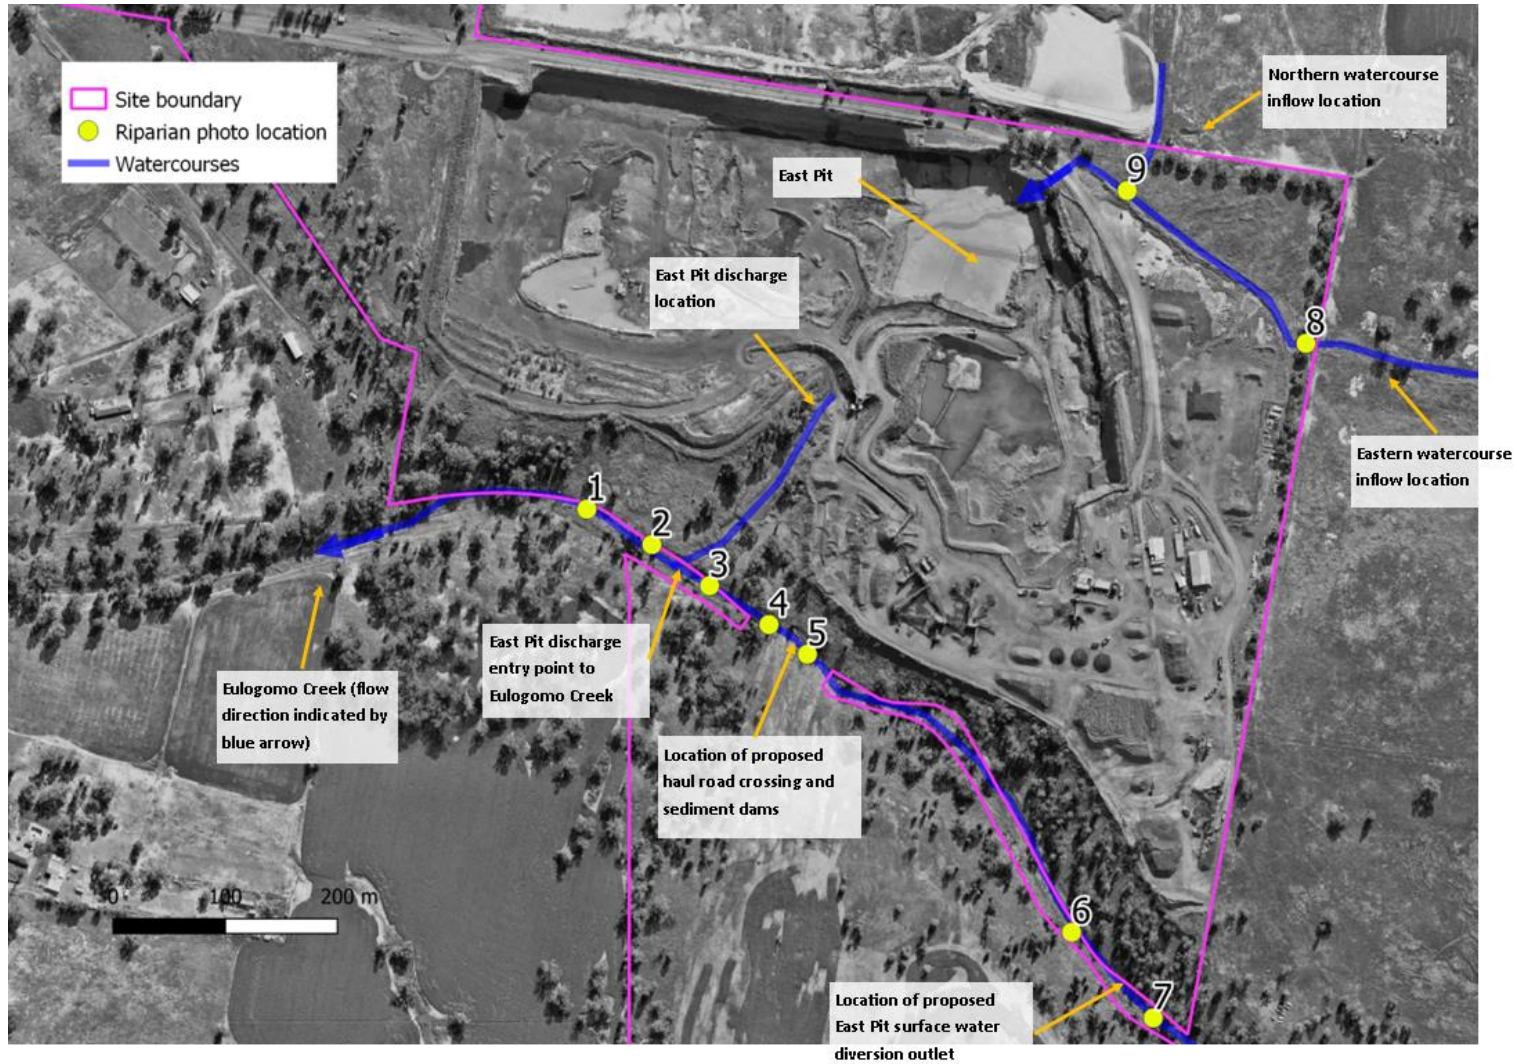 Site boundary
Riparian photo location
Watercourses
Northern watercourse
inflow location
East Pit
9
East Pit discharge
location
8
Eastern watercourse
inflow location
1
2
3
4
5
East Pit discharge
entry point to
Eulogomo Creek
Eulogomo Creek (flow
direction indicated by
blue arrow)
Location of proposed
haul road crossing and
sediment dams
0 100 200 m
6
7
Location of proposed
East Pit surface water
diversion outlet